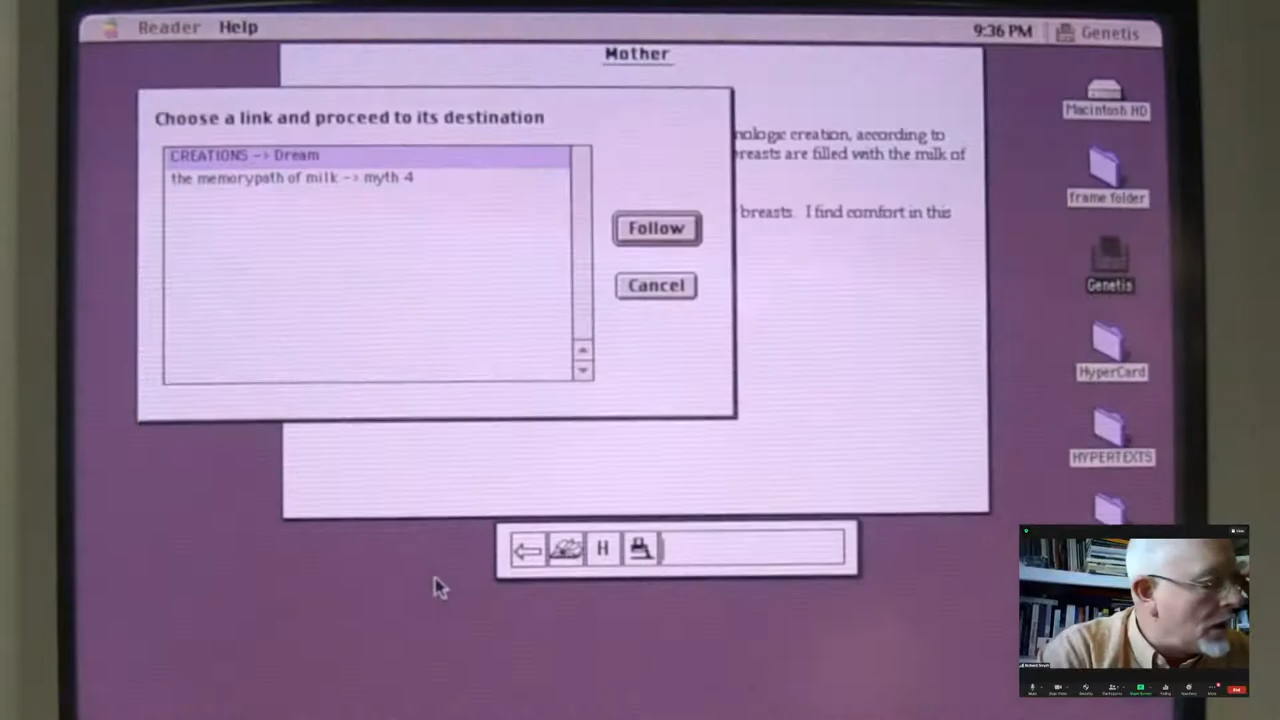 Reader Help
9:36 PM Genetis
Mother
Choose a link and proceed to its destination
CREATIONS -> Dream
the memorypath of milk -> myth 4
Follow
Cancel
nologic creation, according to
breasts are filled with the milk of
breasts. I find comfort in this
Macintosh HD
frame folder
Genetis
HyperCard
HYPERTEXTS
H